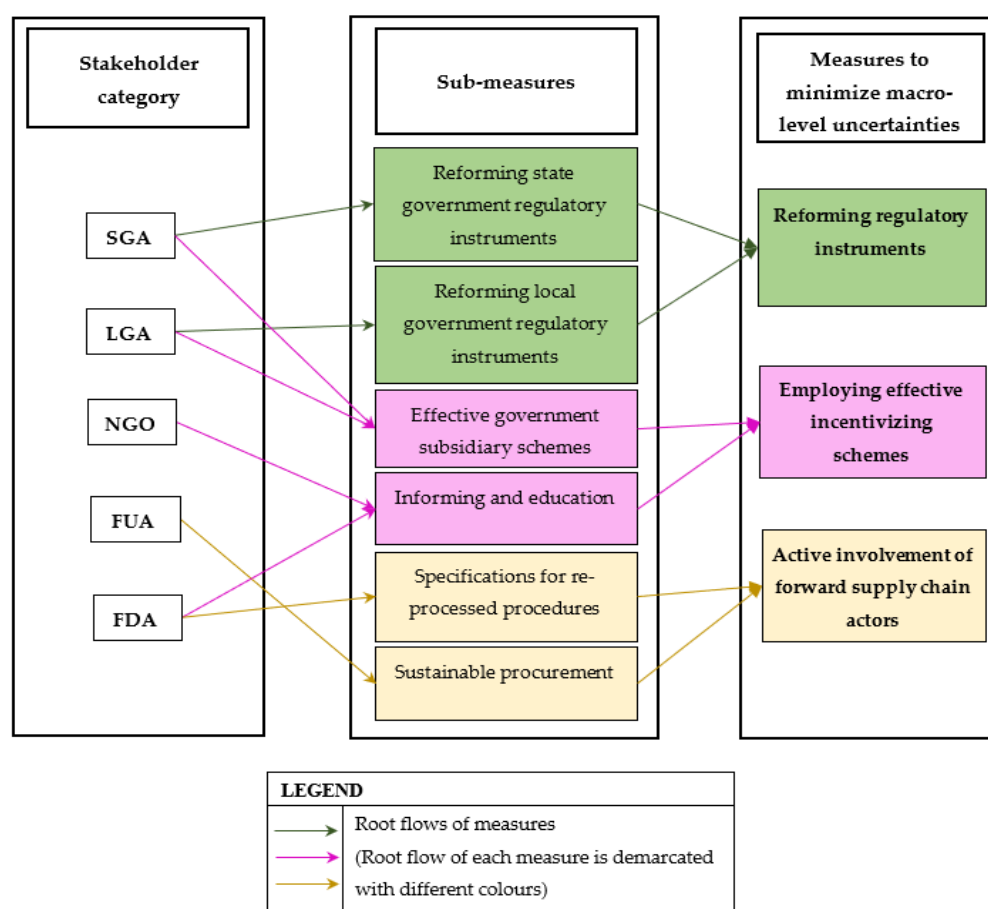 Stakeholder
category
SGA
LGA
NGO
FUA
FDA
Sub-measures
Reforming state
government regulatory
instruments
Reforming local
government regulatory
instruments
Effective government
subsidiary schemes
Informing and education
Specifications for re-
processed procedures
Sustainable procurement
Measures to
minimize macro-
level uncertainties
Reforming regulatory
instruments
Employing effective
incentivizing
schemes
Active involvement of
forward supply chain
actors
LEGEND
Root flows of measures
(Root flow of each measure is demarcated
with different colours)